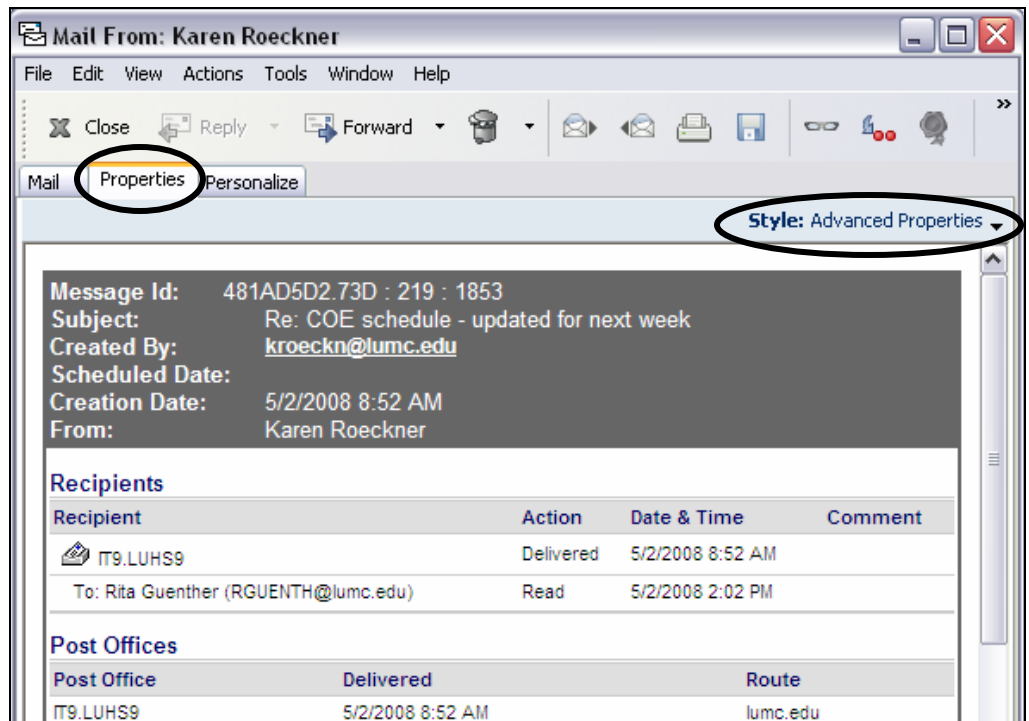 Mail From: Karen Roeckner
File Edit View Actions Tools Window Help
Close Reply Forward »
Mail Properties Personalize
Style: Advanced Properties
Message Id: 481AD5D2.73D : 219 : 1853
Subject: Re: COE schedule - updated for next week
Created By: kroeckn@lumc.edu
Scheduled Date:
Creation Date: 5/2/2008 8:52 AM
From: Karen Roeckner
Recipients
Recipient Action Date & Time Comment
IT9.LUHS9 Delivered 5/2/2008 8:52 AM
To: Rita Guenther (RGUENTH@lumc.edu) Read 5/2/2008 2:02 PM
Post Offices
Post Office Delivered Route
IT9.LUHS9 5/2/2008 8:52 AM lumc.edu